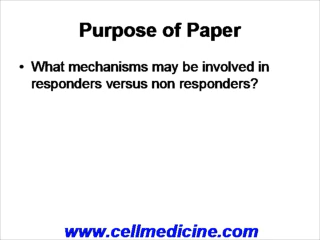 Purpose of Paper
• What mechanisms may be involved in
responders versus non responders?
www.cellmedicine.com